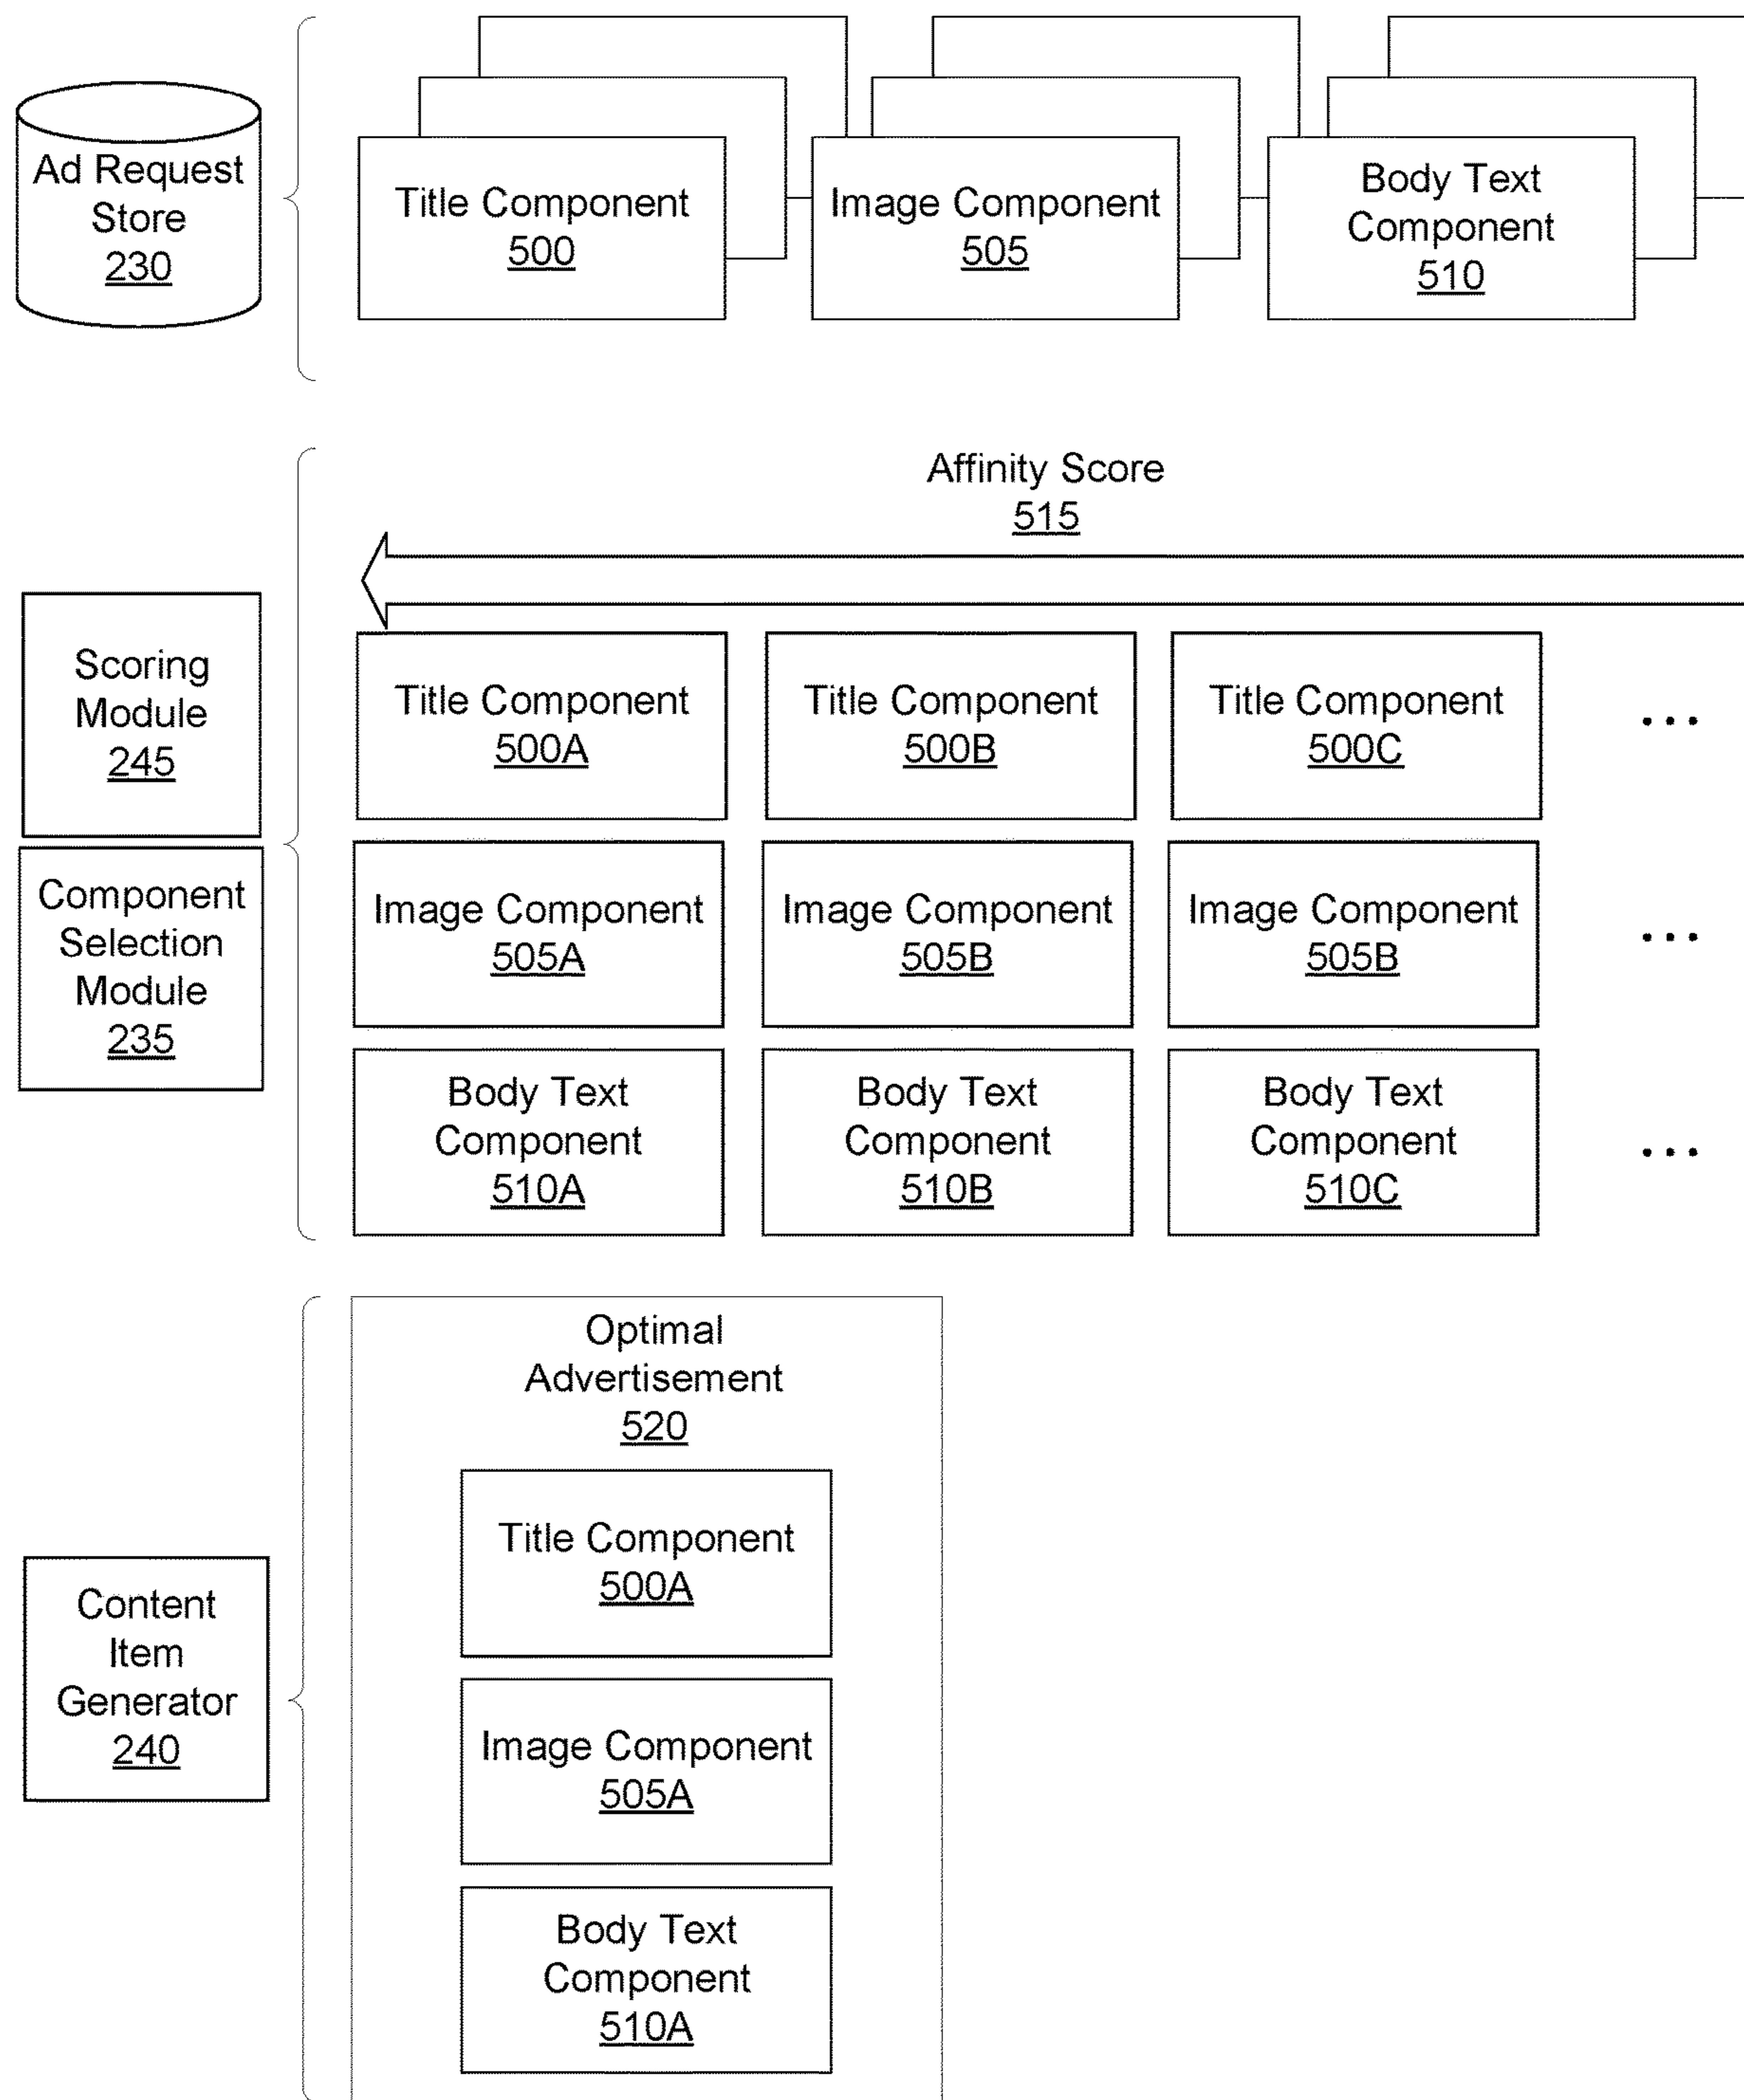 Ad Request
Store
230
Title Component
500
Image Component
505
Body Text
Component
510
Affinity Score
515
Scoring
Module
245
Component
Selection
Module
235
Title Component
500A
Title Component
500B
Title Component
500C
...
Image Component
505A
Image Component
505B
Image Component
505B
...
Body Text
Component
510A
Body Text
Component
510B
Body Text
Component
510C
...
Content
Item
Generator
240
Optimal
Advertisement
520
Title Component
500A
Image Component
505A
Body Text
Component
510A